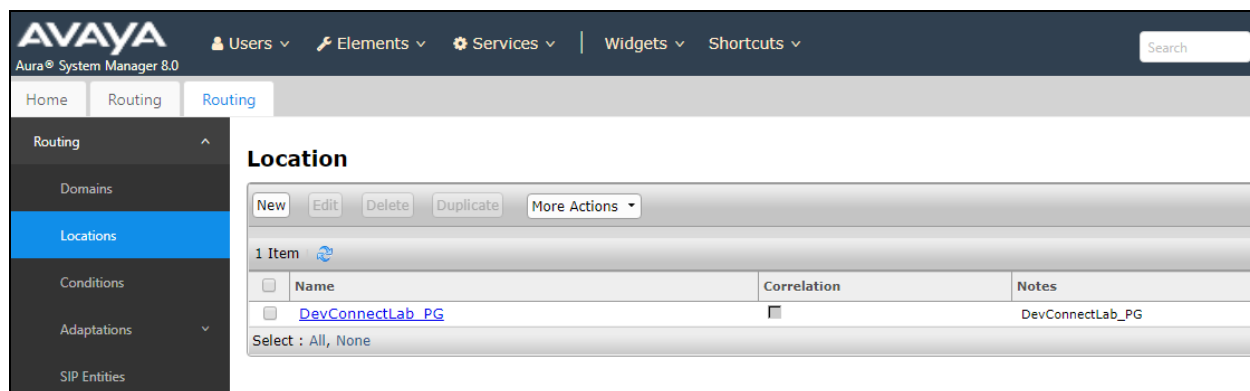 AVAYA
Aura® System Manager 8.0
Users Elements Services | Widgets Shortcuts Search
Home Routing Routing
Routing
Domains
Locations
Conditions
Adaptations
SIP Entities
Location
New Edit Delete Duplicate More Actions
1 Item
Name Correlation Notes
DevConnectLab_PG DevConnectLab_PG
Select : All, None